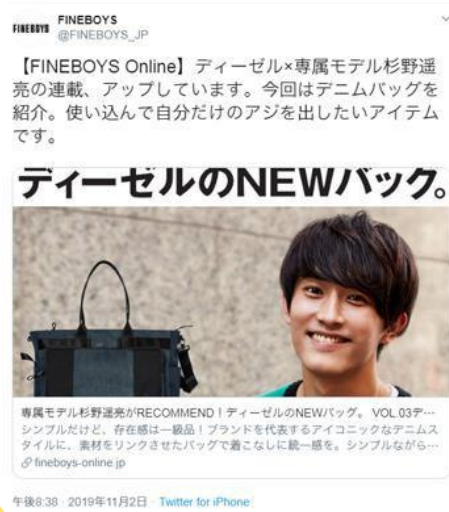 FINEBOYS
FINEBOYS
@FINEBOYS_JP
【FINEBOYS Online】ディーゼル×専属モデル杉野遥
亮の連載、アップしています。今回はデニムバッグを
紹介。使い込んで自分だけのアジを出したいアイテム
です。
ディーゼルのNEWバック。
専属モデル杉野遥亮がRECOMMEND！ディーゼルのNEWバッグ。 VOL.03デ…
シンプルだけど、存在感は一級品！ブランドを代表するアイコニックなデニムス
タイルに、素材をリンクさせたバッグで着こなしに統一感を。シンプルながら…
fineboys-online.jp
午後8:38 · 2019年11月2日 · Twitter for iPhone